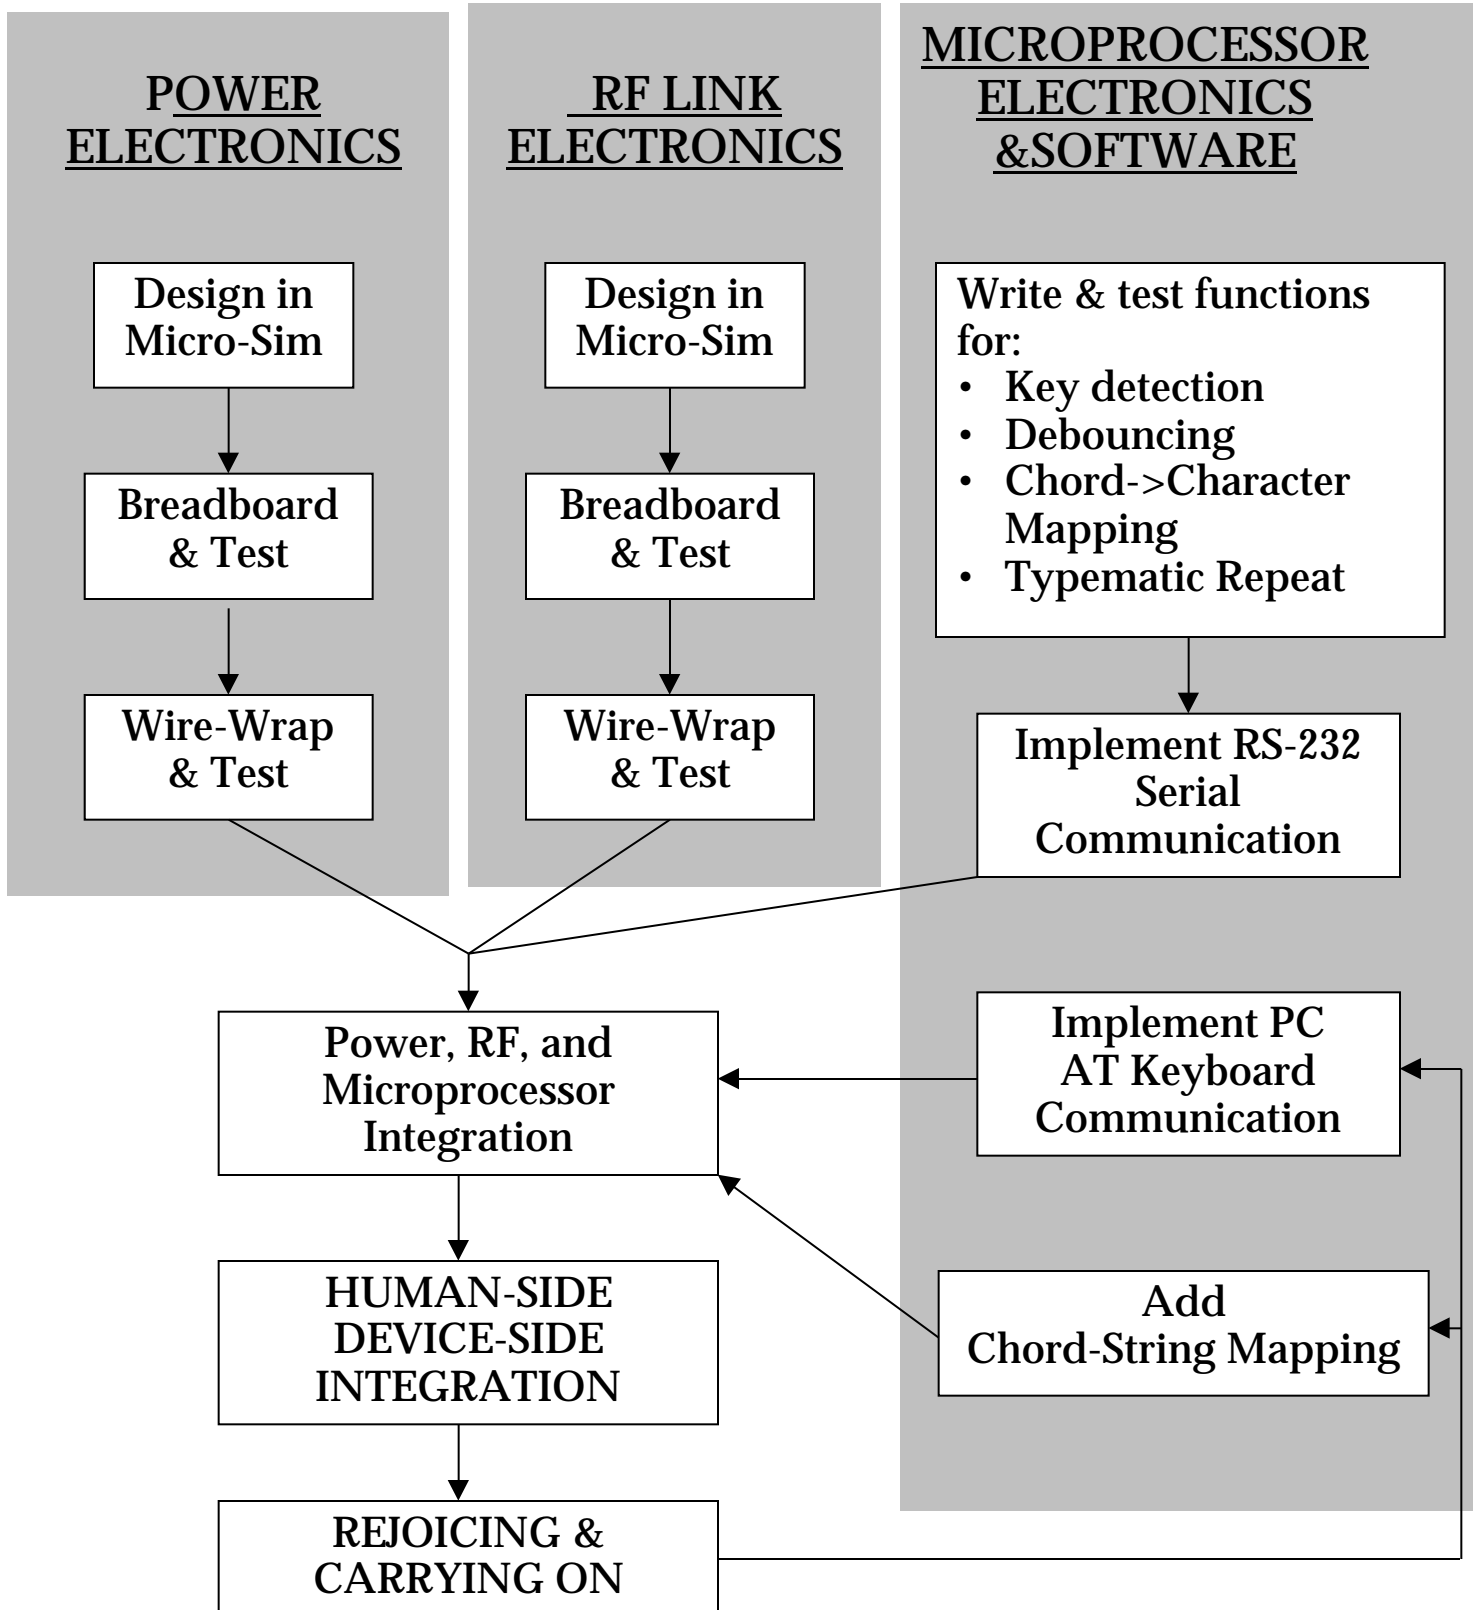 POWER
ELECTRONICS
RF LINK
ELECTRONICS
MICROPROCESSOR
ELECTRONICS
&SOFTWARE
Design in
Micro-Sim
Breadboard
& Test
Wire-Wrap
& Test
Design in
Micro-Sim
Breadboard
& Test
Wire-Wrap
& Test
Write & test functions
for:
• Key detection
• Debouncing
• Chord->Character
Mapping
• Typematic Repeat
Implement RS-232
Serial
Communication
Power, RF, and
Microprocessor
Integration
Implement PC
AT Keyboard
Communication
HUMAN-SIDE
DEVICE-SIDE
INTEGRATION
Add
Chord-String Mapping
REJOICING &
CARRYING ON